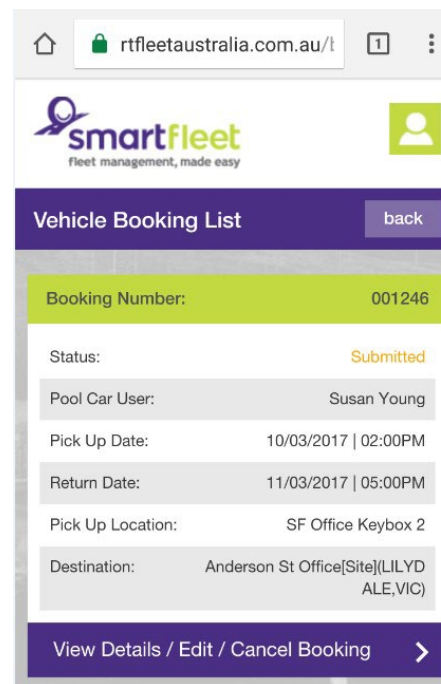 rtfleetaustralia.com.au/t
1
smartfleet
fleet management, made easy
Vehicle Booking List
back
Booking Number: 001246
Status: Submitted
Pool Car User: Susan Young
Pick Up Date: 10/03/2017 | 02:00PM
Return Date: 11/03/2017 | 05:00PM
Pick Up Location: SF Office Keybox 2
Destination: Anderson St Office[Site](LILYD
ALE,VIC)
View Details / Edit / Cancel Booking